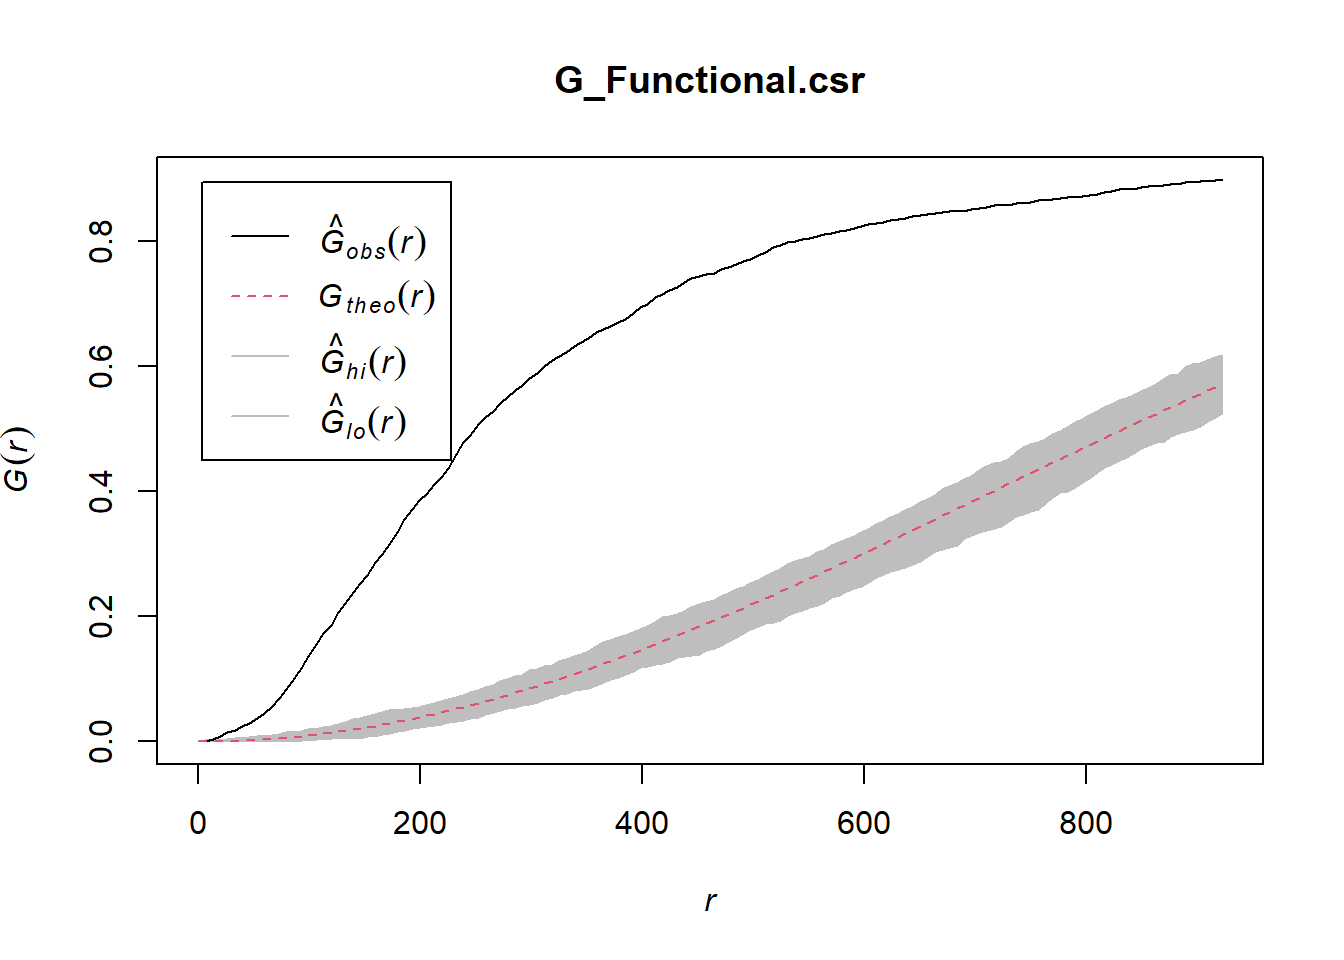 G_Functional.csr
Ĝobs(r)
Gtheo(r)
Ĝhi(r)
Ĝlo(r)
G(r)
0.8
0.6
0.4
0.2
0.0
0 200 400 600 800
r